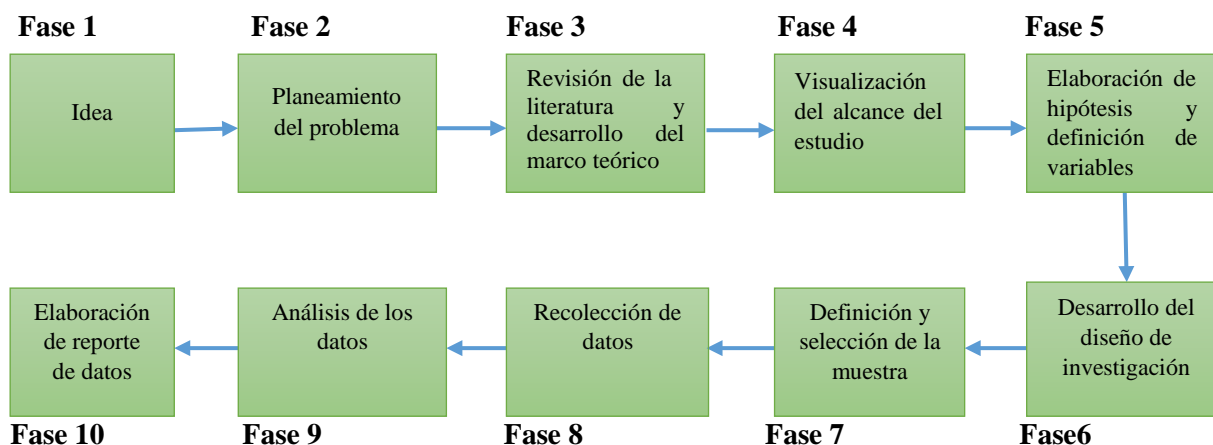 Fase 1
Idea
Fase 2
Planeamiento
del problema
Fase 3
Revisión de la
literatura y
desarrollo del
marco teórico
Fase 4
Visualización
del alcance del
estudio
Fase 5
Elaboración de
hipótesis y
definición de
variables
Desarrollo del
diseño de
investigación
Fase6
Definición y
selección de la
muestra
Fase 7
Recolección de
datos
Fase 8
Análisis de los
datos
Fase 9
Elaboración
de reporte
de datos
Fase 10